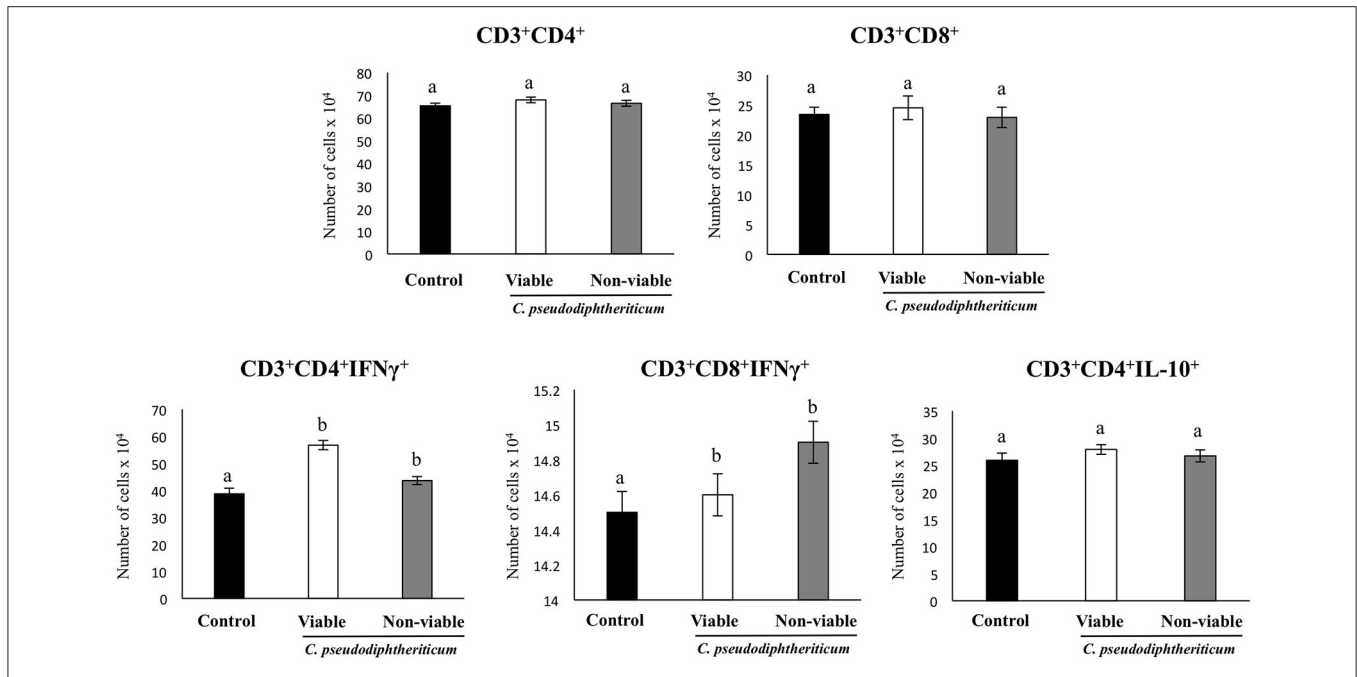 CD3⁺CD4⁺
Number of cells x 10⁴
80
70
60
50
40
30
20
10
0
a
a
a
Control
Viable
Non-viable
C. pseudodiphtheriticum
CD3⁺CD8⁺
Number of cells x 10⁴
30
25
20
15
10
5
0
a
a
a
Control
Viable
Non-viable
C. pseudodiphtheriticum
CD3⁺CD4⁺IFNγ⁺
Number of cells x 10⁴
70
60
50
40
30
20
10
0
a
b
b
Control
Viable
Non-viable
C. pseudodiphtheriticum
CD3⁺CD8⁺IFNγ⁺
Number of cells x 10⁴
15.2
15
14.8
14.6
14.4
14.2
14
a
b
b
Control
Viable
Non-viable
C. pseudodiphtheriticum
CD3⁺CD4⁺IL-10⁺
Number of cells x 10⁴
35
30
25
20
15
10
5
0
a
a
a
Control
Viable
Non-viable
C. pseudodiphtheriticum